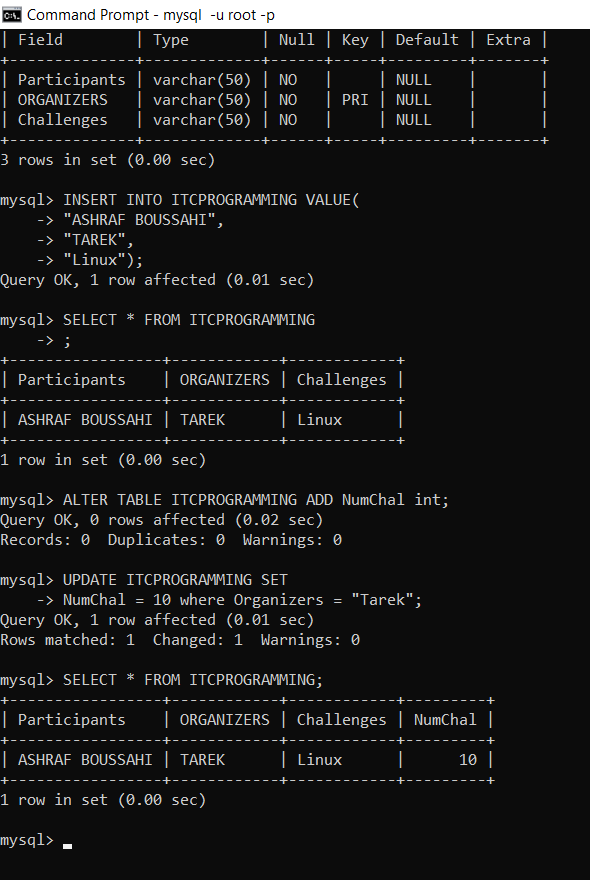 Command Prompt - mysql  -u root -p
| Field        | Type        | Null | Key | Default | Extra |
+--------------+-------------+------+-----+---------+-------+
| Participants | varchar(50) | NO   |     | NULL    |       |
| ORGANIZERS   | varchar(50) | NO   | PRI | NULL    |       |
| Challenges   | varchar(50) | NO   |     | NULL    |       |
+--------------+-------------+------+-----+---------+-------+
3 rows in set (0.00 sec)
mysql> INSERT INTO ITCPROGRAMMING VALUE(
    -> "ASHRAF BOUSSAHI",
    -> "TAREK",
    -> "Linux");
Query OK, 1 row affected (0.01 sec)
mysql> SELECT * FROM ITCPROGRAMMING
    -> ;
+-----------------+------------+------------+
| Participants    | ORGANIZERS | Challenges |
+-----------------+------------+------------+
| ASHRAF BOUSSAHI | TAREK      | Linux      |
+-----------------+------------+------------+
1 row in set (0.00 sec)
mysql> ALTER TABLE ITCPROGRAMMING ADD NumChal int;
Query OK, 0 rows affected (0.02 sec)
Records: 0  Duplicates: 0  Warnings: 0
mysql> UPDATE ITCPROGRAMMING SET
    -> NumChal = 10 where Organizers = "Tarek";
Query OK, 1 row affected (0.01 sec)
Rows matched: 1  Changed: 1  Warnings: 0
mysql> SELECT * FROM ITCPROGRAMMING;
+-----------------+------------+------------+---------+
| Participants    | ORGANIZERS | Challenges | NumChal |
+-----------------+------------+------------+---------+
| ASHRAF BOUSSAHI | TAREK      | Linux      |      10 |
+-----------------+------------+------------+---------+
1 row in set (0.00 sec)
mysql> _